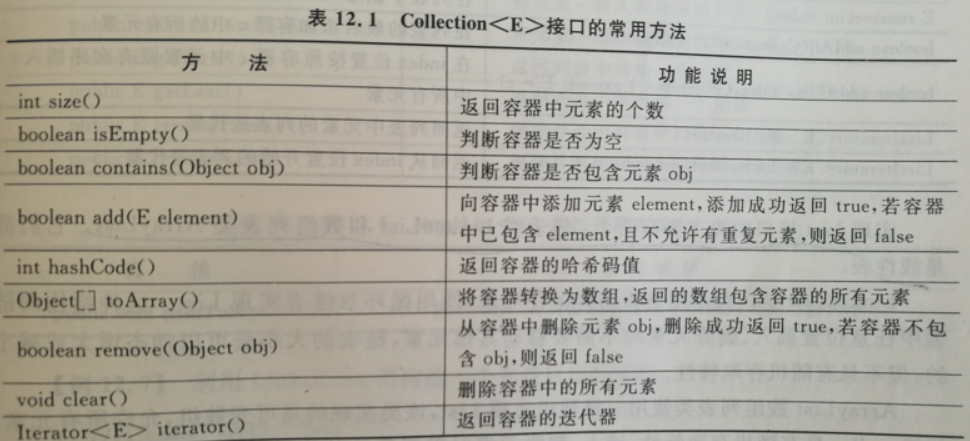 表 12.1 Collection<E>接口的常用方法
方 法 功 能 说 明
int size() 返回容器中元素的个数
boolean isEmpty() 判断容器是否为空
boolean contains(Object obj) 判断容器是否包含元素 obj
boolean add(E element) 向容器中添加元素 element,添加成功返回 true,若容器
中已包含 element,且不允许有重复元素,则返回 false
int hashCode() 返回容器的哈希码值
Object[] toArray() 将容器转换为数组,返回的数组包含容器的所有元素
boolean remove(Object obj) 从容器中删除元素 obj,删除成功返回 true,若容器不包
含 obj,则返回 false
void clear() 删除容器中的所有元素
Iterator<E> iterator() 返回容器的迭代器